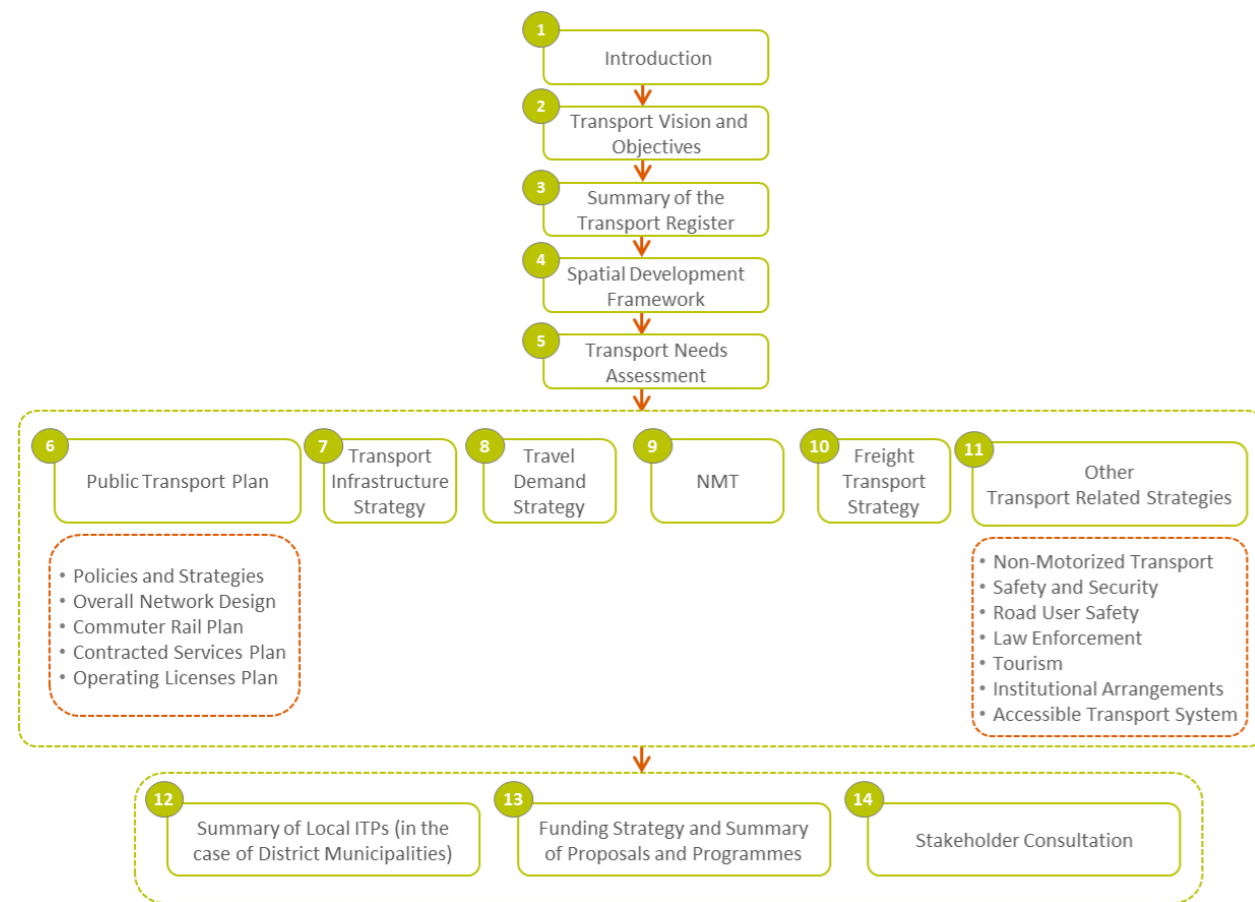 1
Introduction
2
Transport Vision and
Objectives
3
Summary of the
Transport Register
4
Spatial Development
Framework
5
Transport Needs
Assessment
6
Public Transport Plan
7
Transport
Infrastructure
Strategy
8
Travel
Demand
Strategy
9
NMT
10
Freight
Transport
Strategy
11
Other
Transport Related Strategies
• Policies and Strategies
• Overall Network Design
• Commuter Rail Plan
• Contracted Services Plan
• Operating Licenses Plan
• Non-Motorized Transport
• Safety and Security
• Road User Safety
• Law Enforcement
• Tourism
• Institutional Arrangements
• Accessible Transport System
12
Summary of Local ITPs (in the
case of District Municipalities)
13
Funding Strategy and Summary
of Proposals and Programmes
14
Stakeholder Consultation